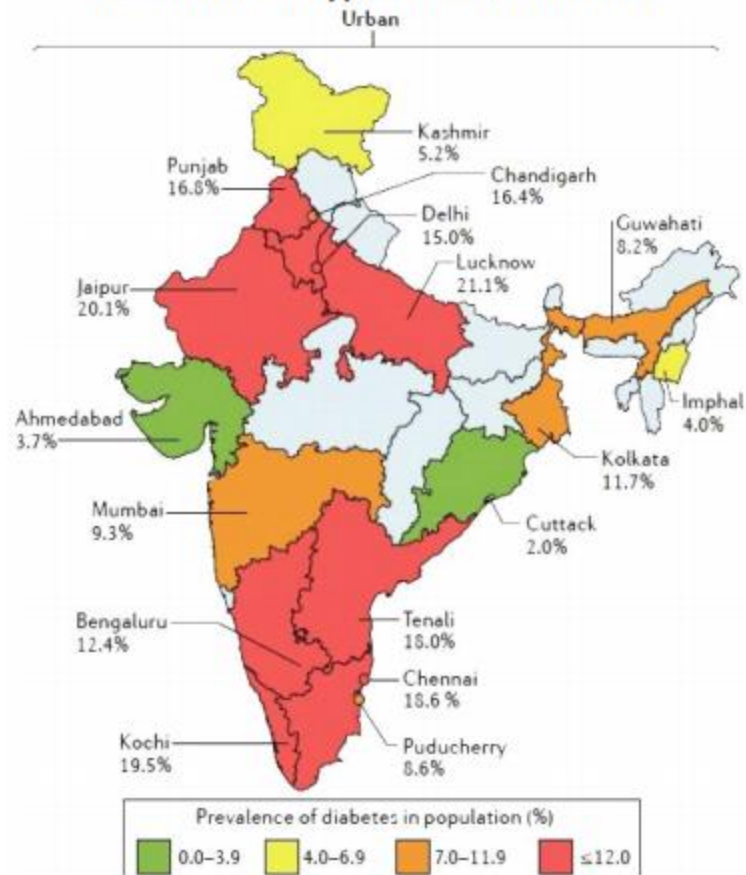 Urban
Kashmir
5.2%
Punjab
16.8%
Chandigarh
16.4%
Delhi
15.0%
Guwahati
8.2%
Lucknow
21.1%
Jaipur
20.1%
Imphal
4.0%
Ahmedabad
3.7%
Kolkata
11.7%
Mumbai
9.3%
Cuttack
2.0%
Bengaluru
12.4%
Tenali
18.0%
Chennai
18.6 %
Kochi
19.5%
Puducherry
8.6%
Prevalence of diabetes in population (%)
0.0–3.9 4.0–6.9 7.0–11.9 ≤12.0